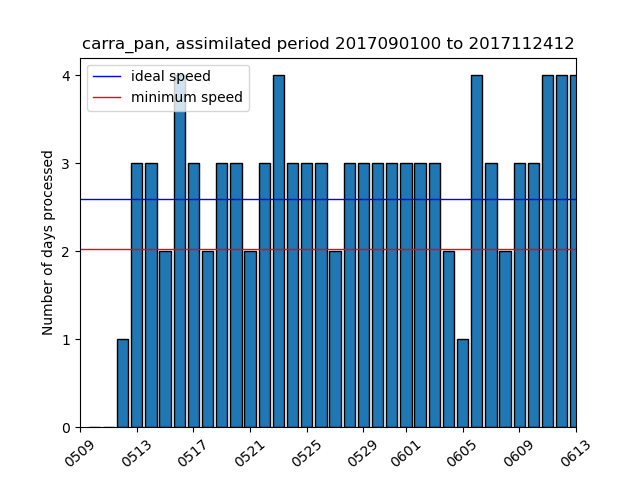 carra_pan, assimilated period 2017090100 to 2017112412
ideal speed
minimum speed
Number of days processed
4
3
2
1
0
0509 0513 0517 0521 0525 0529 0601 0605 0609 0613